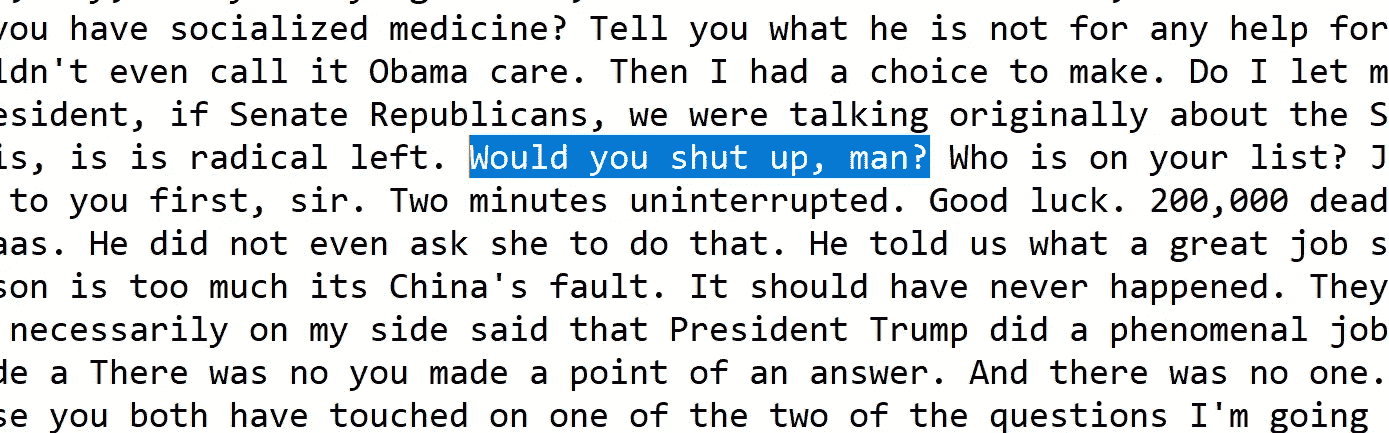 you have socialized medicine? Tell you what he is not for any help for
ldn't even call it Obama care. Then I had a choice to make. Do I let m
esident, if Senate Republicans, we were talking originally about the S
is, is is radical left. Would you shut up, man? Who is on your list? J
to you first, sir. Two minutes uninterrupted. Good luck. 200,000 dead
aas. He did not even ask she to do that. He told us what a great job s
son is too much its China's fault. It should have never happened. They
necessarily on my side said that President Trump did a phenomenal job
de a There was no you made a point of an answer. And there was no one.
se you both have touched on one of the two of the questions I'm going